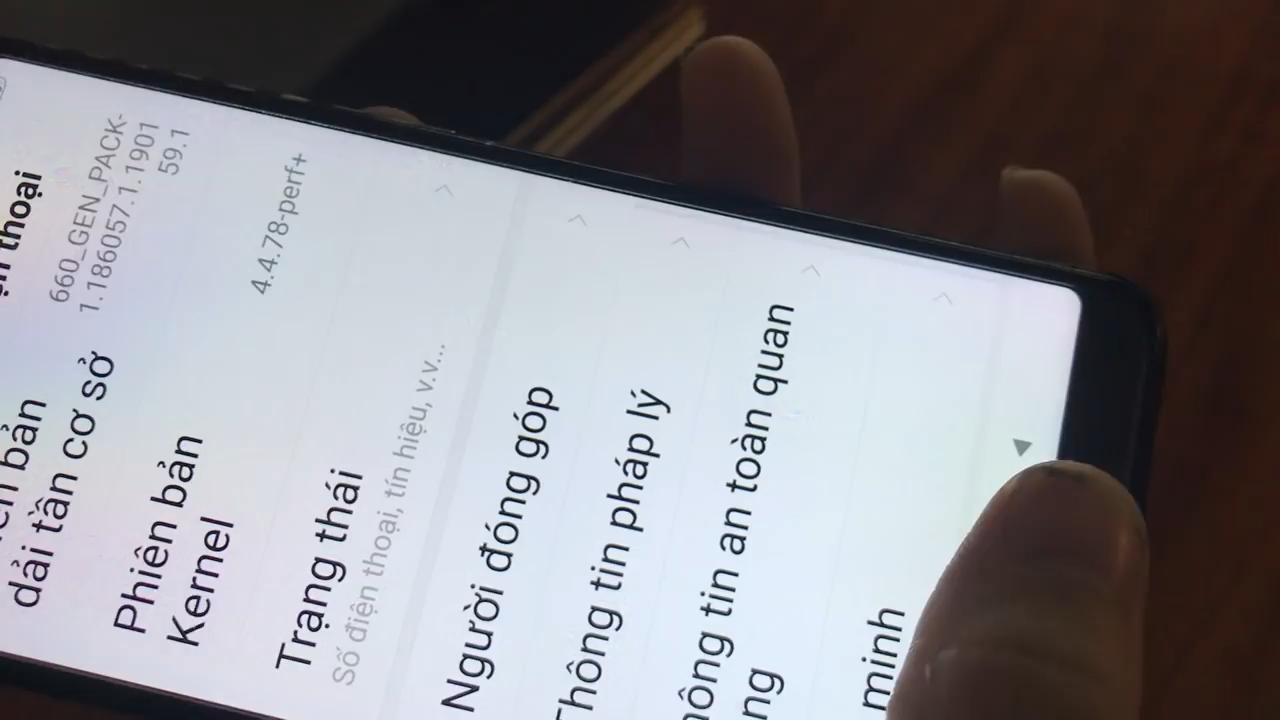 thoại
bản
dải tần cơ sở
660_GEN_PACK-
1.186057.1.1901
59.1
Phiên bản
Kernel
4.4.78-perf+
Trạng thái
Số điện thoại, tín hiệu, v.v...
Người đóng góp
Thông tin pháp lý
tin an toàn quan
minh